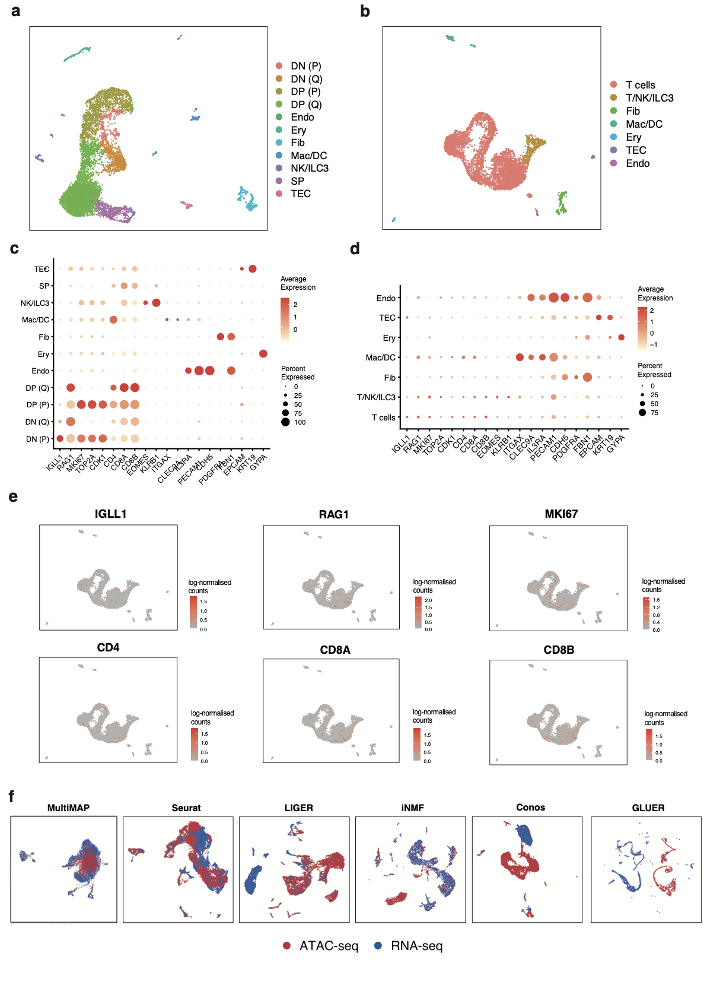 a
DN (P)
DN (Q)
DP (P)
DP (Q)
Endo
Ery
Fib
Mac/DC
NK/ILC3
SP
TEC
b
T cells
T/NK/ILC3
Fib
Mac/DC
Ery
TEC
Endo
c
TEC
SP
NK/ILC3
Mac/DC
Fib
Ery
Endo
DP (Q)
DP (P)
DN (Q)
DN (P)
IGLL1
RAG1
MKI67
TOP2A
CDK1
CD4
CD8A
CD8B
EOMES
KLRB1
ITGAX
CLEC9A
IL3RA
PECAM1
CDH5
PDGFRA
FBN1
EPCAM
KRT19
GYPA
Average
Expression
2
1
0
Percent
Expressed
0
25
50
75
100
d
Endo
TEC
Ery
Mac/DC
Fib
T/NK/ILC3
T cells
IGLL1
RAG1
MKI67
TOP2A
CDK1
CD4
CD8A
CD8B
EOMES
KLRB1
ITGAX
CLEC9A
IL3RA
PECAM1
CDH5
PDGFRA
FBN1
EPCAM
KRT19
GYPA
Average
Expression
2
1
0
−1
Percent
Expressed
0
25
50
75
e
IGLL1
log-normalised
counts
1.5
1.0
0.5
0.0
RAG1
log-normalised
counts
2.0
1.5
1.0
0.5
0.0
MKI67
log-normalised
counts
1.6
1.2
0.8
0.4
0.0
CD4
log-normalised
counts
1.5
1.0
0.5
0.0
CD8A
log-normalised
counts
1.5
1.0
0.5
0.0
CD8B
log-normalised
counts
1.5
1.0
0.5
0.0
f
MultiMAP
Seurat
LIGER
iNMF
Conos
GLUER
ATAC-seq
RNA-seq